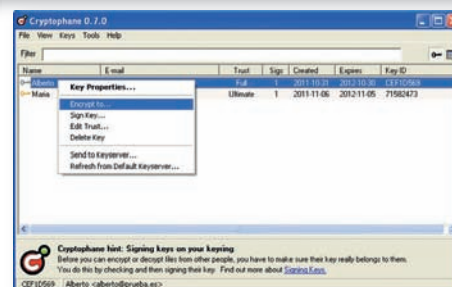 Cryptophane 0.7.0
File View Keys Tools Help
Filter
Name E-mail Trust Sigs Created Expires Key ID
Alberto Full 1 2011-10-31 2012-10-30 CEF1D569
Maria Ultimate 1 2011-11-06 2012-11-05 71582473
Key Properties...
Encrypt to...
Sign Key...
Edit Trust...
Delete Key
Send to Keyserver...
Refresh from Default Keyserver...
Cryptophane hint: Signing keys on your keyring
Before you can encrypt or decrypt files from other people, you have to make sure their key really belongs to them.
You do this by checking and then signing their key. Find out more about Signing Keys.
CEF1D569 Alberto <alberto@prueba.es>